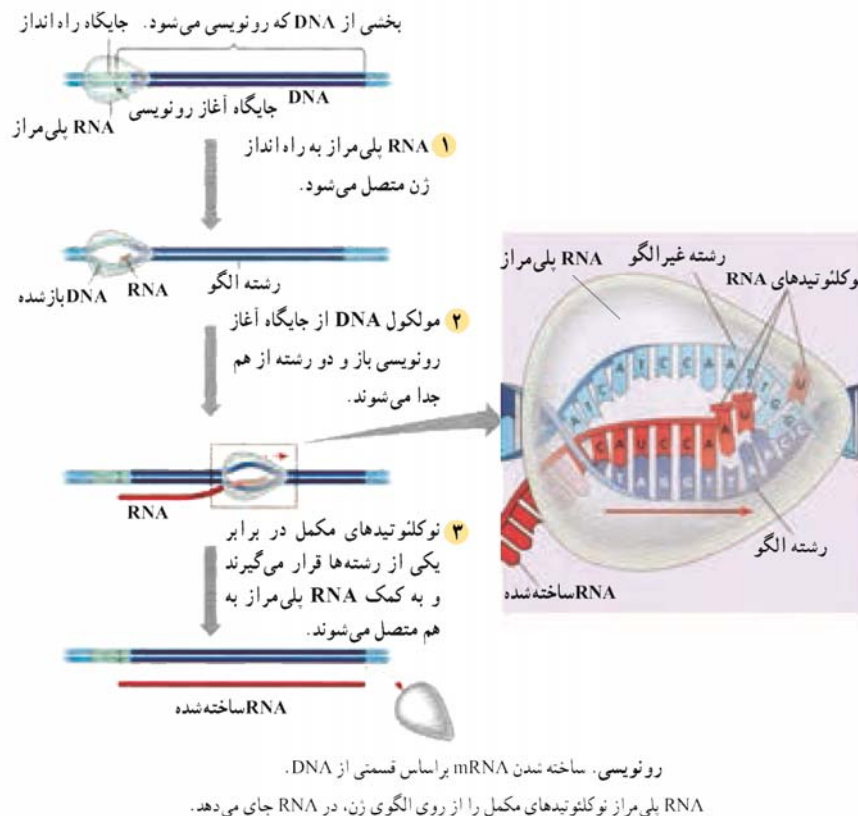 بخشی از DNA که رونویسی می‌شود. جایگاه راه انداز
DNA
جایگاه آغاز رونویسی
RNA پلی‌مراز
۱ RNA پلی‌مراز به راه انداز
ژن متصل می‌شود.
رشته الگو
RNA
DNA باز شده
۲ مولکول DNA از جایگاه آغاز
رونویسی باز و دو رشته از هم
جدا می‌شوند.
RNA
۳ نوکلئوتیدهای مکمل در برابر
یکی از رشته‌ها قرار می‌گیرند
و به کمک RNA پلی‌مراز به
هم متصل می‌شوند.
RNA ساخته‌شده
رشته غیرالگو
RNA پلی‌مراز
نوکلئوتیدهای RNA
A T C A T C C A A T T G G
U
C A U C C A A U
رشته الگو
RNA ساخته‌شده
رونویسی. ساخته شدن mRNA براساس قسمتی از DNA.
RNA پلی‌مراز نوکلئوتیدهای مکمل را از روی الگوی ژن، در RNA جای می‌دهد.